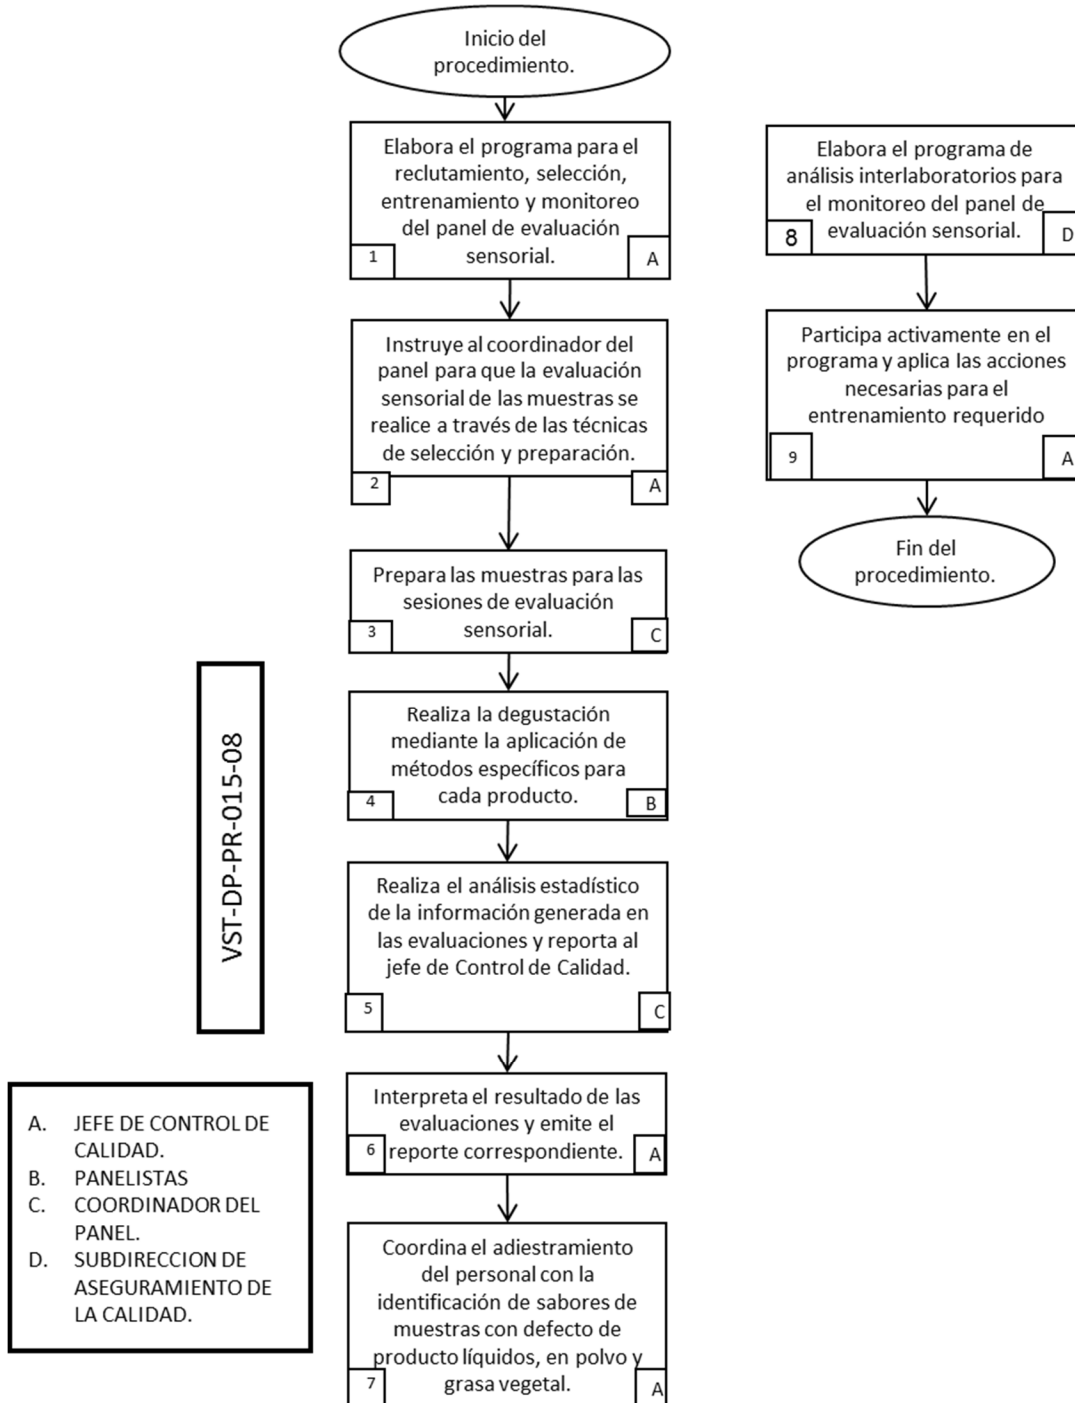 Inicio del
procedimiento.
Elabora el programa para el
reclutamiento, selección,
entrenamiento y monitoreo
del panel de evaluación
sensorial.
1
A
Instruye al coordinador del
panel para que la evaluación
sensorial de las muestras se
realice a través de las técnicas
de selección y preparación.
2
A
Prepara las muestras para las
sesiones de evaluación
sensorial.
3
C
Realiza la degustación
mediante la aplicación de
métodos específicos para
cada producto.
4
B
Realiza el análisis estadístico
de la información generada en
las evaluaciones y reporta al
jefe de Control de Calidad.
5
C
Interpreta el resultado de las
evaluaciones y emite el
reporte correspondiente.
6
A
Coordina el adiestramiento
del personal con la
identificación de sabores de
muestras con defecto de
producto líquidos, en polvo y
grasa vegetal.
7
A
Elabora el programa de
análisis interlaboratorios para
el monitoreo del panel de
evaluación sensorial.
8
D
Participa activamente en el
programa y aplica las acciones
necesarias para el
entrenamiento requerido
9
A
Fin del
procedimiento.
VST-DP-PR-015-08
A. JEFE DE CONTROL DE
CALIDAD.
B. PANELISTAS
C. COORDINADOR DEL
PANEL.
D. SUBDIRECCION DE
ASEGURAMIENTO DE
LA CALIDAD.